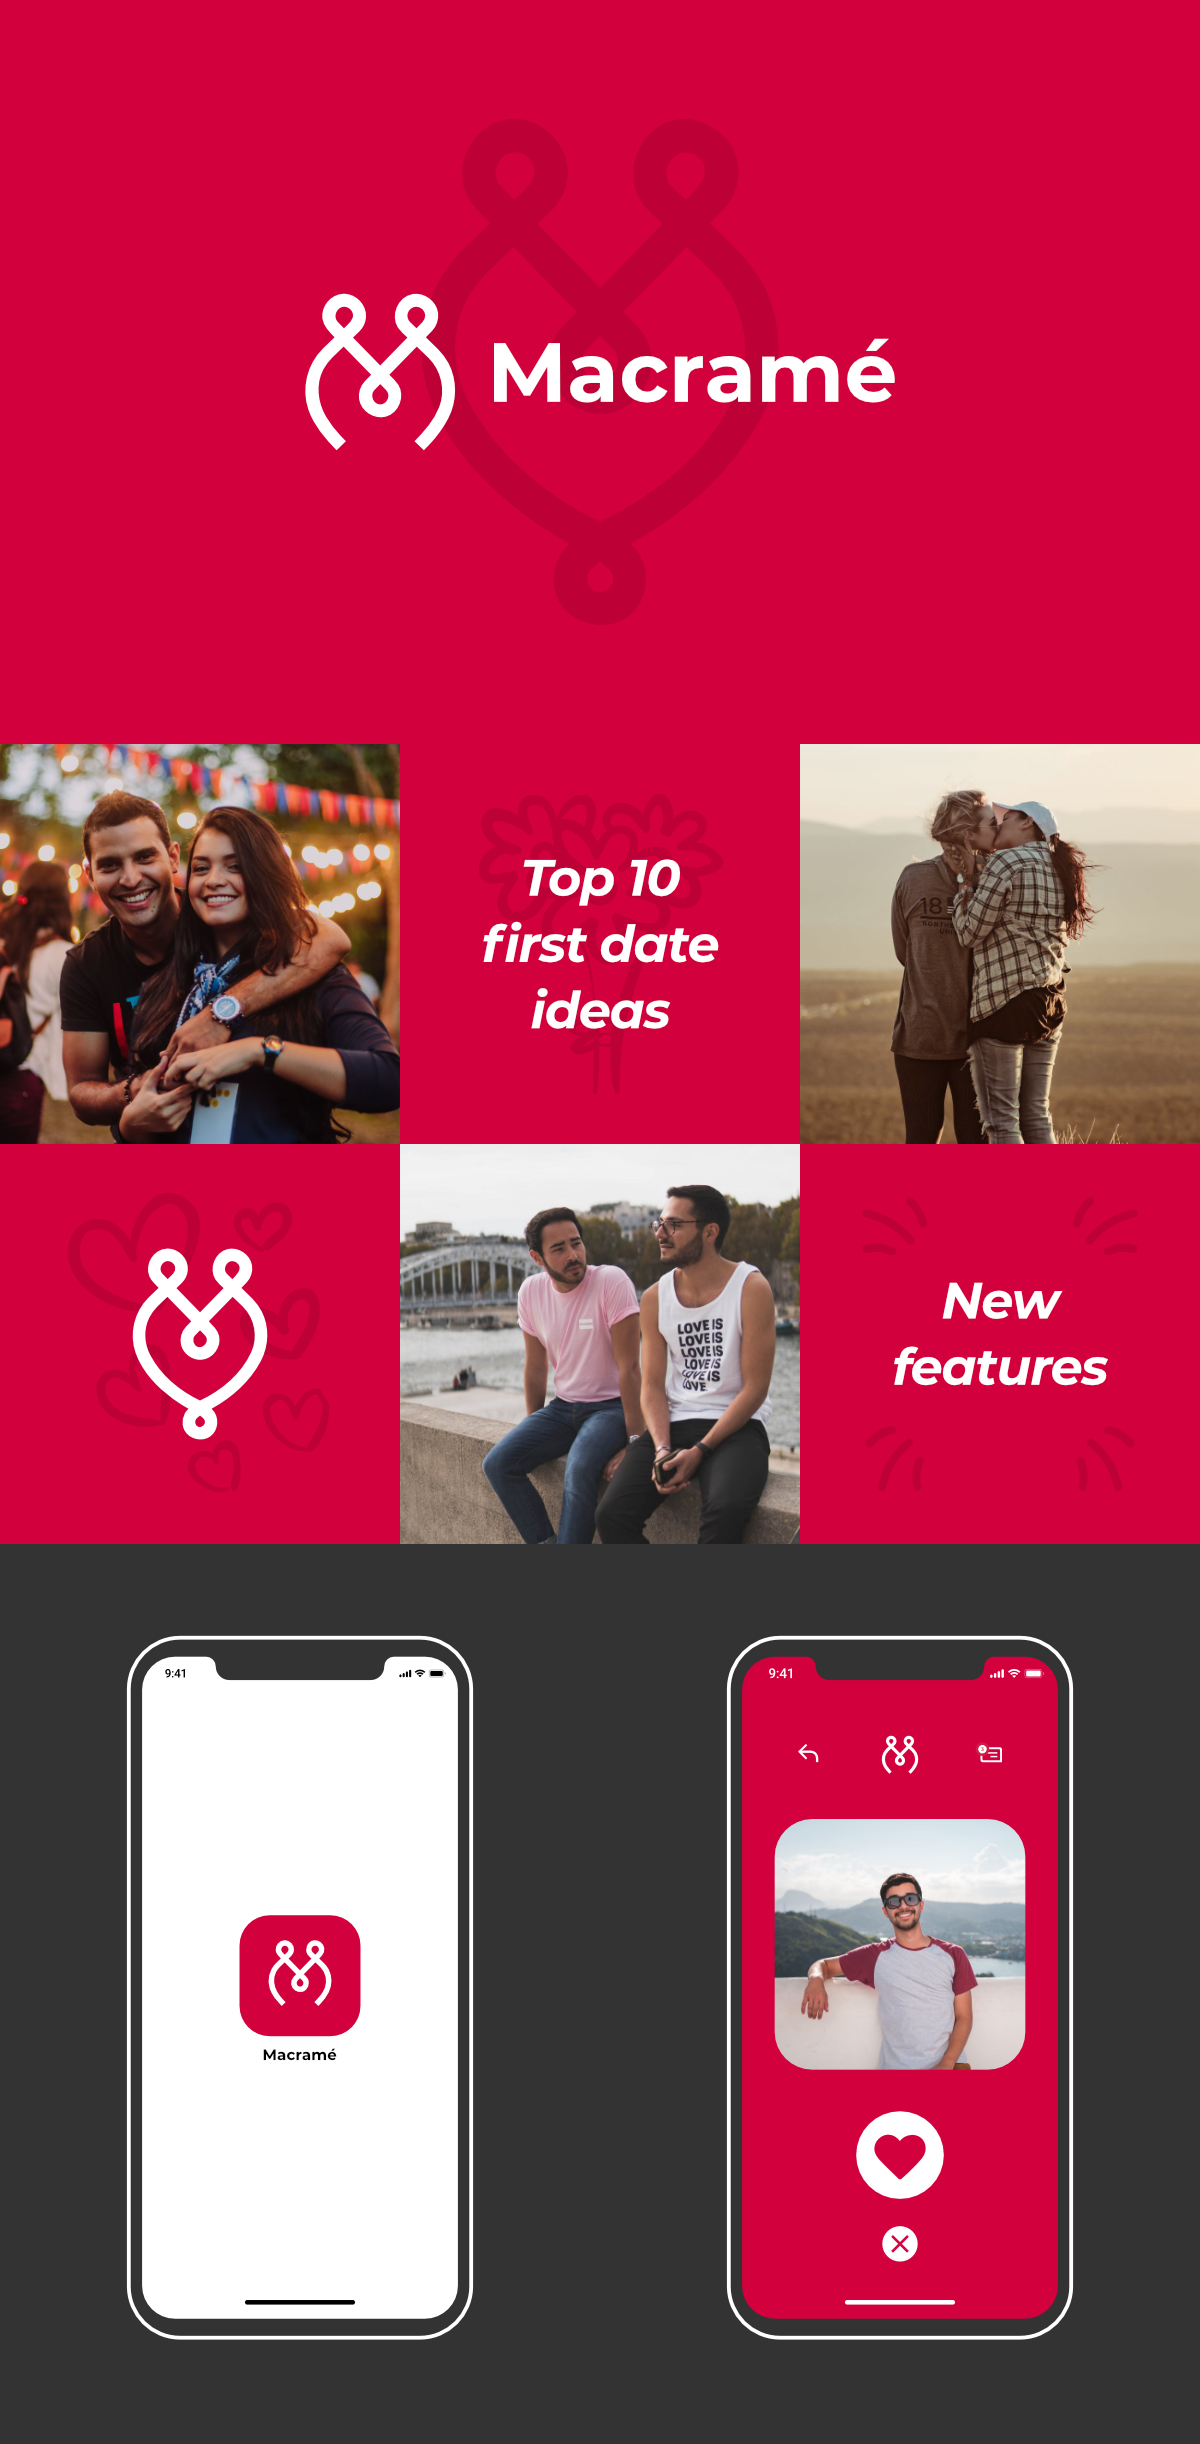 Macramé
Top 10
first date
ideas
18
LOVE IS
LOVE IS
LOVE IS
LOVE IS
LOVE IS
LOVE
New
features
9:41
Macramé
9:41